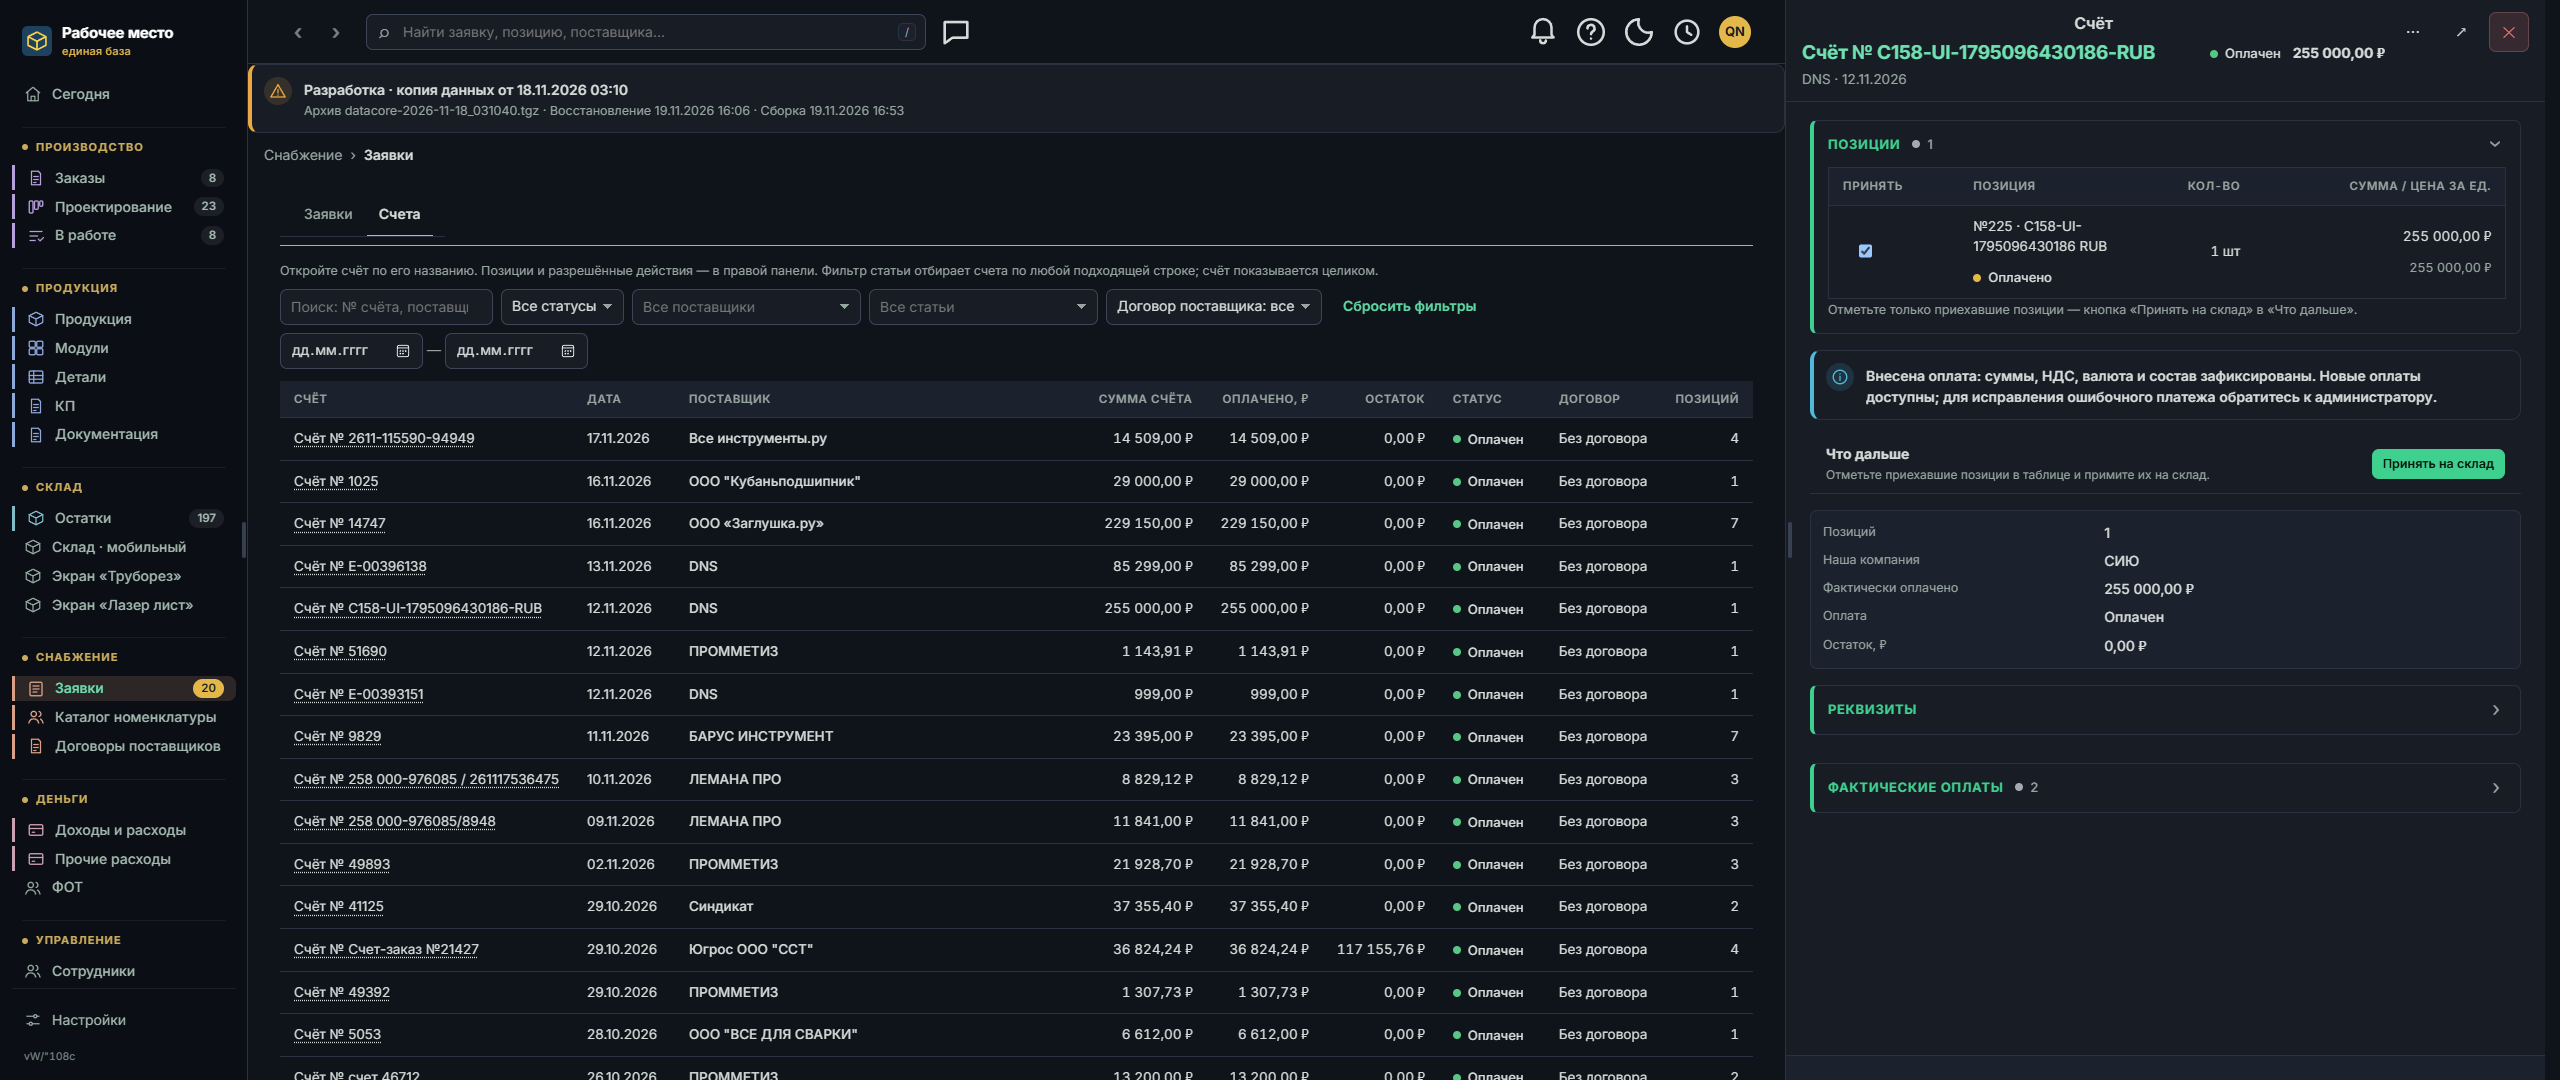 Рабочее место
единая база
Сегодня
ПРОИЗВОДСТВО
Заказы 8
Проектирование 23
В работе 8
ПРОДУКЦИЯ
Продукция
Модули
Детали
КП
Документация
СКЛАД
Остатки 197
Склад · мобильный
Экран «Труборез»
Экран «Лазер лист»
СНАБЖЕНИЕ
Заявки 20
Каталог номенклатуры
Договоры поставщиков
ДЕНЬГИ
Доходы и расходы
Прочие расходы
ФОТ
УПРАВЛЕНИЕ
Сотрудники
Настройки
vW/"108c
Найти заявку, позицию, поставщика... /
QN
Разработка · копия данных от 18.11.2026 03:10
Архив datacore-2026-11-18_031040.tgz · Восстановление 19.11.2026 16:06 · Сборка 19.11.2026 16:53
Снабжение › Заявки
Заявки Счета
Откройте счёт по его названию. Позиции и разрешённые действия — в правой панели. Фильтр статьи отбирает счета по любой подходящей строке; счёт показывается целиком.
Поиск: № счёта, поставщи Все статусы Все поставщики Все статьи Договор поставщика: все Сбросить фильтры
дд.мм.гггг — дд.мм.гггг
СЧЁТ ДАТА ПОСТАВЩИК СУММА СЧЁТА ОПЛАЧЕНО, ₽ ОСТАТОК СТАТУС ДОГОВОР ПОЗИЦИЙ
Счёт № 2611-115590-94949 17.11.2026 Все инструменты.ру 14 509,00 ₽ 14 509,00 ₽ 0,00 ₽ Оплачен Без договора 4
Счёт № 1025 16.11.2026 ООО "Кубаньподшипник" 29 000,00 ₽ 29 000,00 ₽ 0,00 ₽ Оплачен Без договора 1
Счёт № 14747 16.11.2026 ООО «Заглушка.ру» 229 150,00 ₽ 229 150,00 ₽ 0,00 ₽ Оплачен Без договора 7
Счёт № Е-00396138 13.11.2026 DNS 85 299,00 ₽ 85 299,00 ₽ 0,00 ₽ Оплачен Без договора 1
Счёт № C158-UI-1795096430186-RUB 12.11.2026 DNS 255 000,00 ₽ 255 000,00 ₽ 0,00 ₽ Оплачен Без договора 1
Счёт № 51690 12.11.2026 ПРОММЕТИЗ 1 143,91 ₽ 1 143,91 ₽ 0,00 ₽ Оплачен Без договора 1
Счёт № Е-00393151 12.11.2026 DNS 999,00 ₽ 999,00 ₽ 0,00 ₽ Оплачен Без договора 1
Счёт № 9829 11.11.2026 БАРУС ИНСТРУМЕНТ 23 395,00 ₽ 23 395,00 ₽ 0,00 ₽ Оплачен Без договора 7
Счёт № 258 000-976085 / 261117536475 10.11.2026 ЛЕМАНА ПРО 8 829,12 ₽ 8 829,12 ₽ 0,00 ₽ Оплачен Без договора 3
Счёт № 258 000-976085/8948 09.11.2026 ЛЕМАНА ПРО 11 841,00 ₽ 11 841,00 ₽ 0,00 ₽ Оплачен Без договора 3
Счёт № 49893 02.11.2026 ПРОММЕТИЗ 21 928,70 ₽ 21 928,70 ₽ 0,00 ₽ Оплачен Без договора 3
Счёт № 41125 29.10.2026 Синдикат 37 355,40 ₽ 37 355,40 ₽ 0,00 ₽ Оплачен Без договора 2
Счёт № Счет-заказ №21427 29.10.2026 Югрос ООО "ССТ" 36 824,24 ₽ 36 824,24 ₽ 117 155,76 ₽ Оплачен Без договора 4
Счёт № 49392 29.10.2026 ПРОММЕТИЗ 1 307,73 ₽ 1 307,73 ₽ 0,00 ₽ Оплачен Без договора 1
Счёт № 5053 28.10.2026 ООО "ВСЕ ДЛЯ СВАРКИ" 6 612,00 ₽ 6 612,00 ₽ 0,00 ₽ Оплачен Без договора 1
Счёт № счет 46712 26.10.2026 ПРОММЕТИЗ 13 200,00 ₽ 13 200,00 ₽ 0,00 ₽ Оплачен Без договора 2
Счёт
Счёт № C158-UI-1795096430186-RUB Оплачен 255 000,00 ₽
DNS · 12.11.2026
ПОЗИЦИИ 1
ПРИНЯТЬ ПОЗИЦИЯ КОЛ-ВО СУММА / ЦЕНА ЗА ЕД.
№225 · C158-UI-
1795096430186 RUB
Оплачено
1 шт
255 000,00 ₽
255 000,00 ₽
Отметьте только приехавшие позиции — кнопка «Принять на склад» в «Что дальше».
Внесена оплата: суммы, НДС, валюта и состав зафиксированы. Новые оплаты
доступны; для исправления ошибочного платежа обратитесь к администратору.
Что дальше
Отметьте приехавшие позиции в таблице и примите их на склад.
Принять на склад
Позиций 1
Наша компания СИЮ
Фактически оплачено 255 000,00 ₽
Оплата Оплачен
Остаток, ₽ 0,00 ₽
РЕКВИЗИТЫ
ФАКТИЧЕСКИЕ ОПЛАТЫ 2